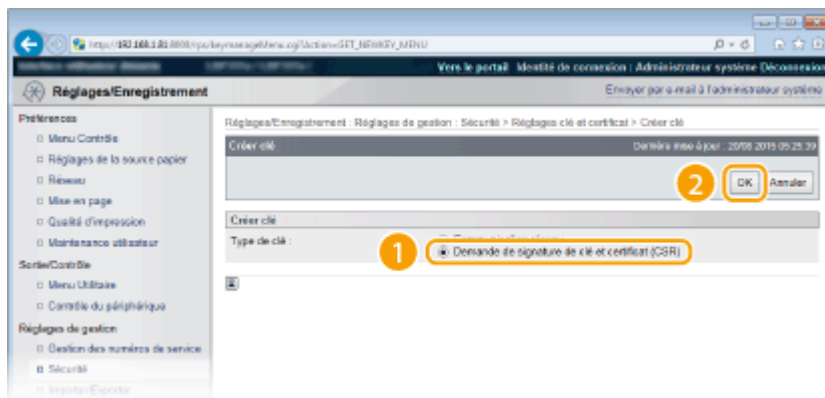 Vers le portail Identité de connexion : Administrateur système Déconnexion
Réglages/Enregistrement
Envoyer par e-mail à l'administrateur système
Préférences
Menu Contrôle
Réglages de la source papier
Réseau
Mise en page
Qualité d'impression
Maintenance utilisateur
Sortie/Contrôle
Menu Utilitaire
Contrôle du périphérique
Réglages de gestion
Gestion des numéros de service
Sécurité
Importer/Exporter
Réglages/Enregistrement : Réglages de gestion : Sécurité > Réglages clé et certificat > Créer clé
Créer clé
Dernière mise à jour : 20/08 2015 05:25:39
2
OK
Annuler
Créer clé
Type de clé :
1
Demande de signature de clé et certificat (CSR)